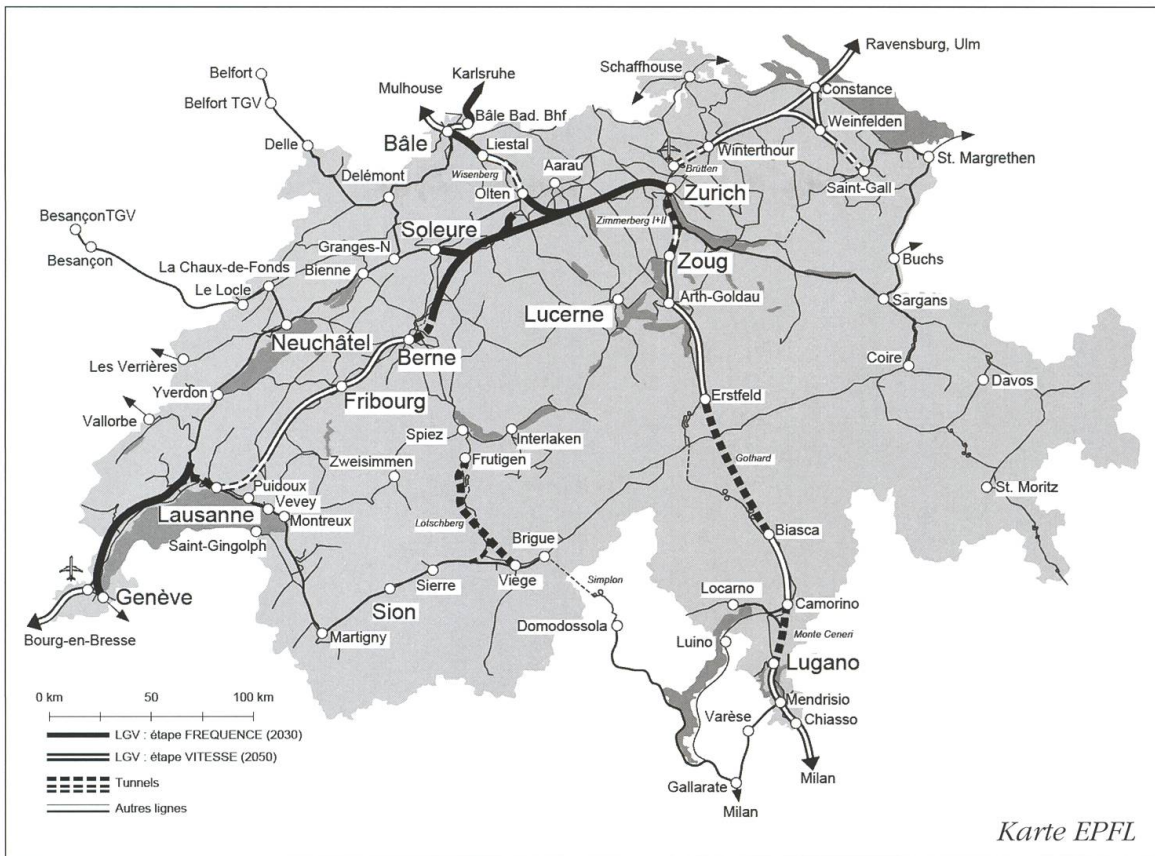 Ravensburg, Ulm
Schaffhouse
Karlsruhe
Belfort
Mulhouse
Constance
Belfort TGV
Bâle Bad. Bhf
Weinfelden
Bâle
Liestal
Winterthour
Delle
Aarau
St. Margrethen
Wisenberg
Brütten
Delémont
Olten
Zurich
Saint-Gall
Besançon TGV
Soleure
Zimmerberg I+II
Besançon
Granges-N
Zoug
La Chaux-de-Fonds
Bienne
Buchs
Le Locle
Arth-Goldau
Sargans
Lucerne
Neuchâtel
Berne
Les Verrières
Coire
Yverdon
Davos
Fribourg
Erstfeld
Vallorbe
Spiez
Interlaken
Frutigen
Gothard
Zweisimmen
Puidoux
St. Moritz
Vevey
Lausanne
Montreux
Lötschberg
Biasca
Saint-Gingolph
Brigue
Sierre
Viège
Simplon
Locarno
Genève
Sion
Camorino
Domodossola
Bourg-en-Bresse
Martigny
Monte Ceneri
Luino
Lugano
0 km 50 100 km
Mendrisio
Varèse
Chiasso
LGV : étape FREQUENCE (2030)
LGV : étape VITESSE (2050)
Tunnels
Milan
Gallarate
Autres lignes
Milan
Karte EPFL